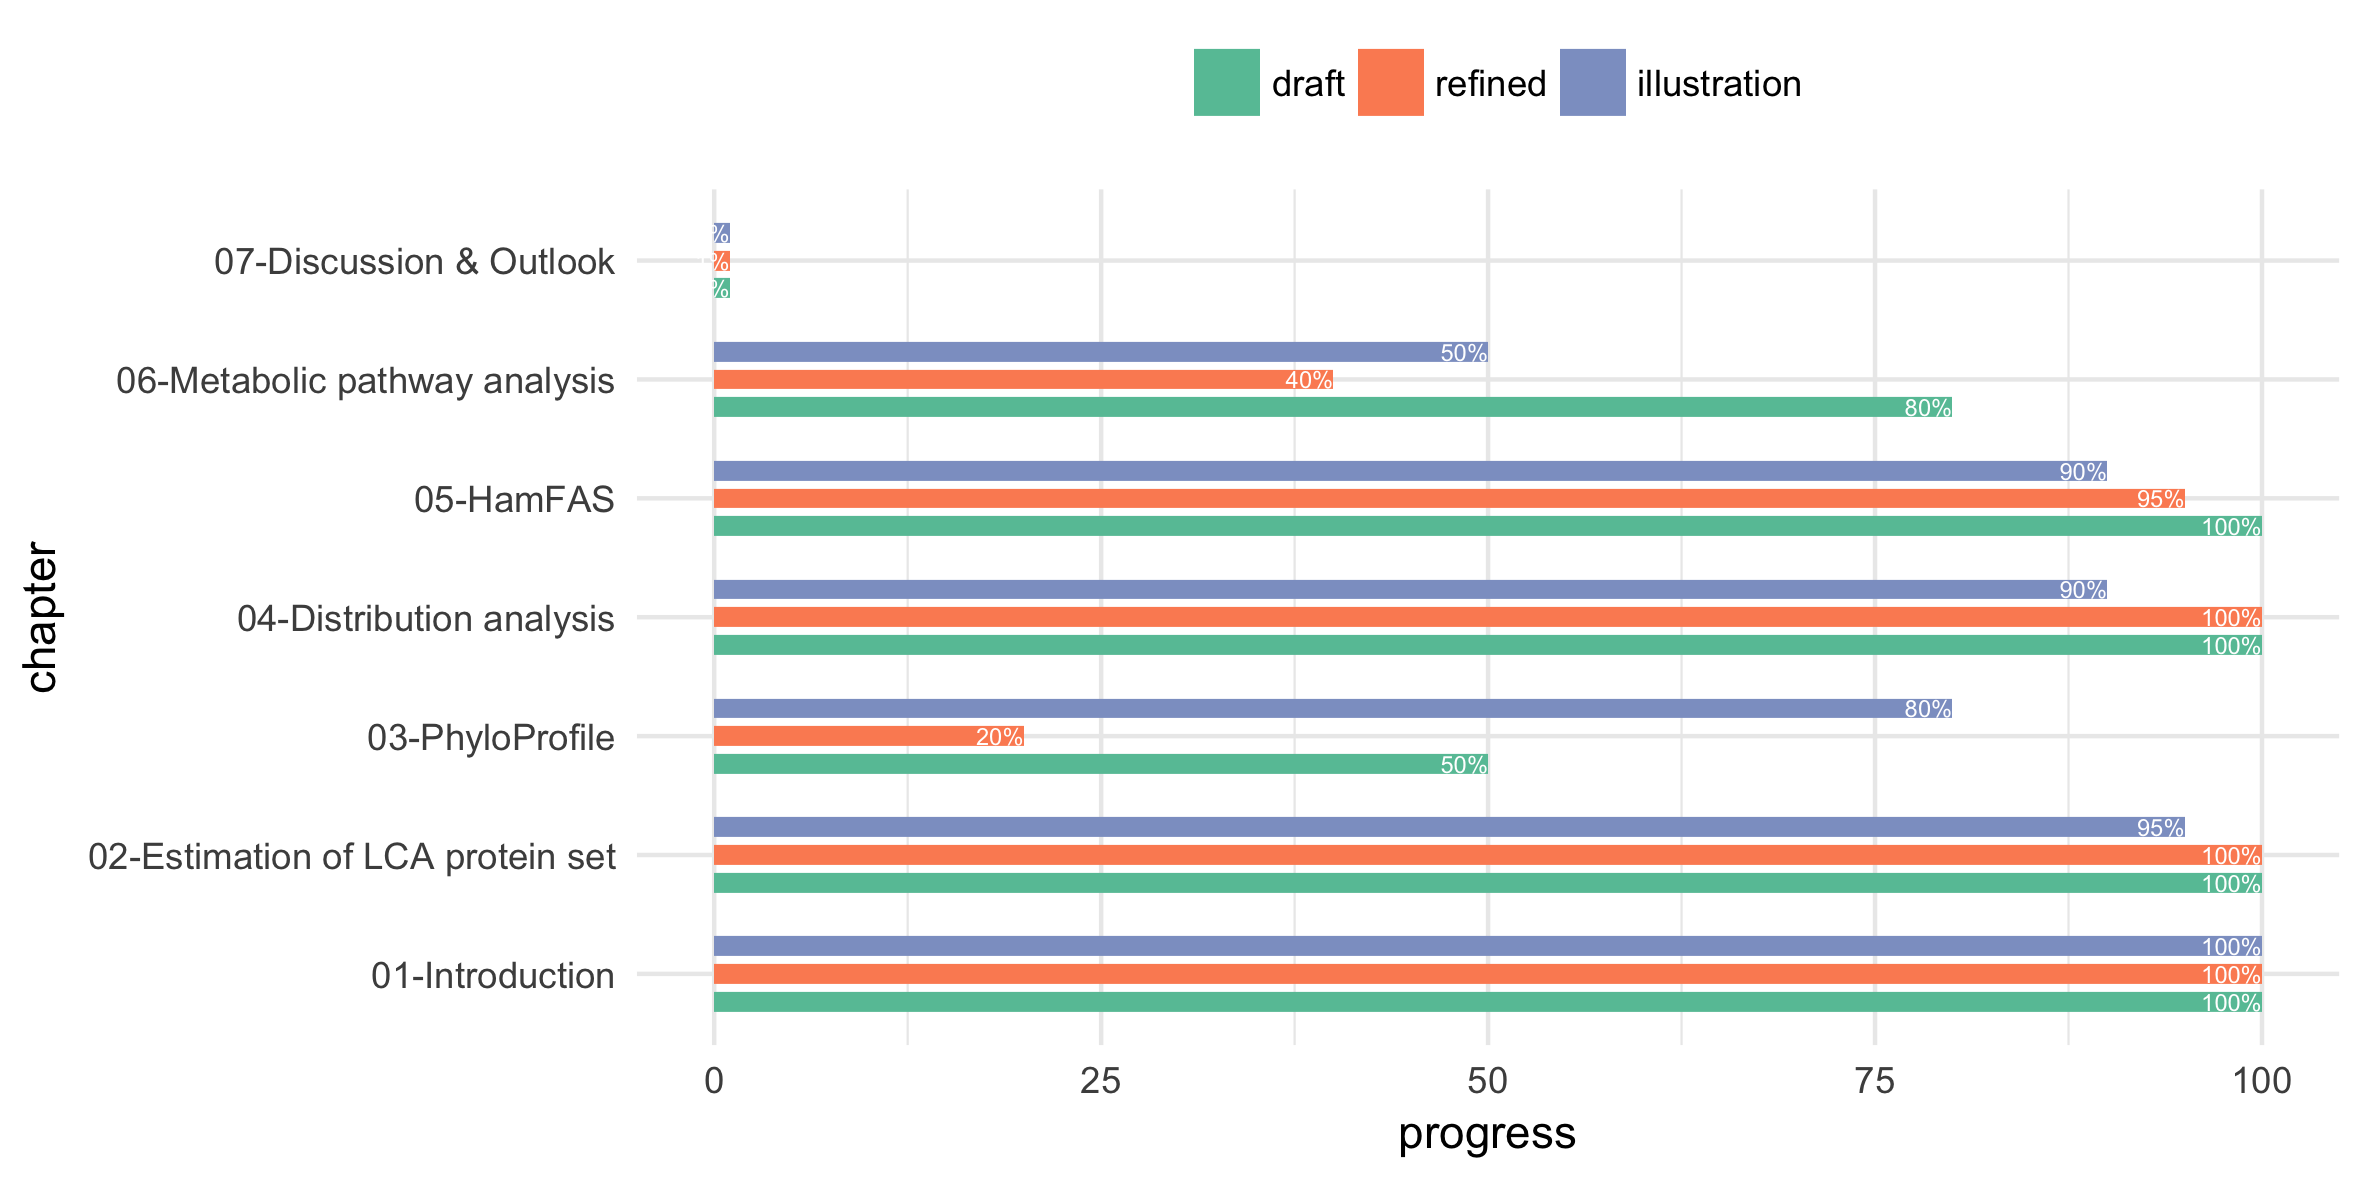 draft refined illustration
07-Discussion & Outlook
%
%
%
06-Metabolic pathway analysis
50%
40%
80%
05-HamFAS
90%
95%
100%
04-Distribution analysis
90%
100%
100%
03-PhyloProfile
80%
20%
50%
02-Estimation of LCA protein set
95%
100%
100%
01-Introduction
100%
100%
100%
chapter
0 25 50 75 100
progress